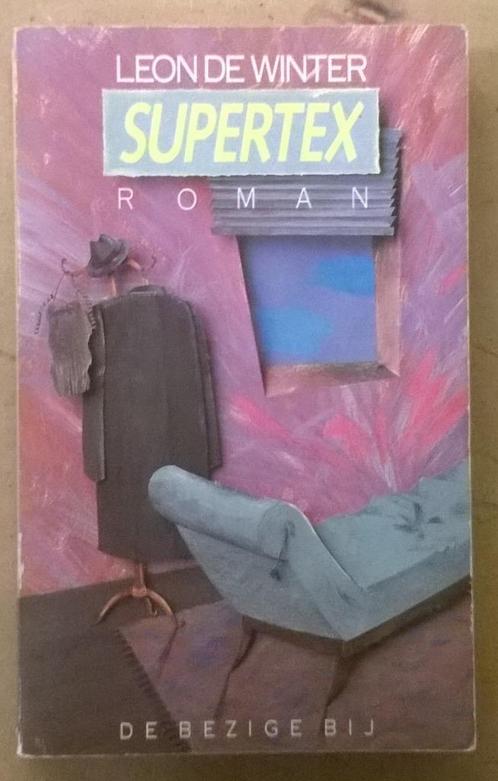 LEON DE WINTER
SUPERTEX
ROMAN
DE BEZIGE BIJ